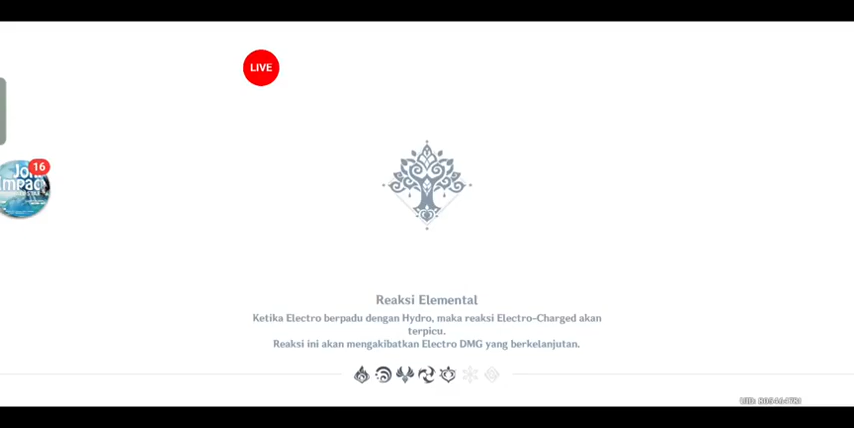 LIVE
16
Impac
Reaksi Elemental
Ketika Electro berpadu dengan Hydro, maka reaksi Electro-Charged akan
terpicu.
Reaksi ini akan mengakibatkan Electro DMG yang berkelanjutan.